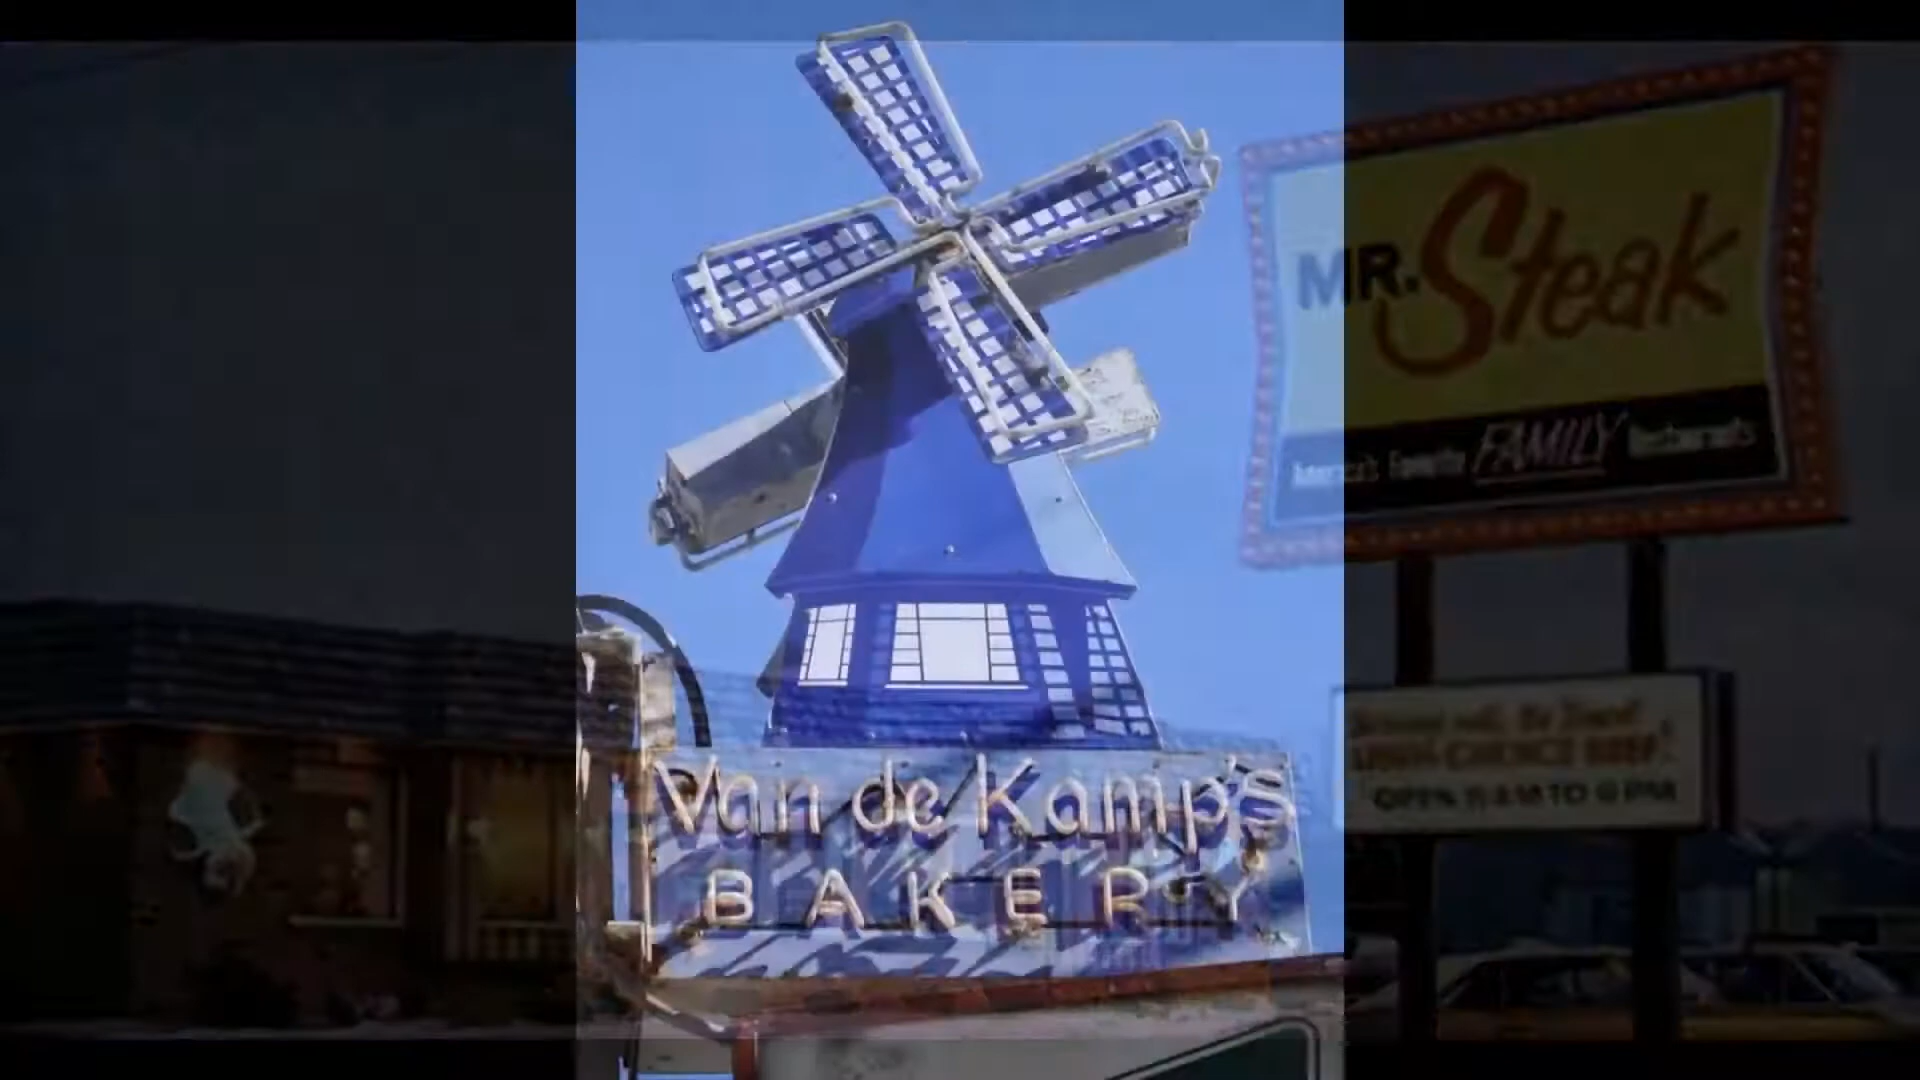 Van de Kamp's
BAKERY
MR. Steak
America's Favorite FAMILY Restaurants
OPEN 11 AM TO 9 PM